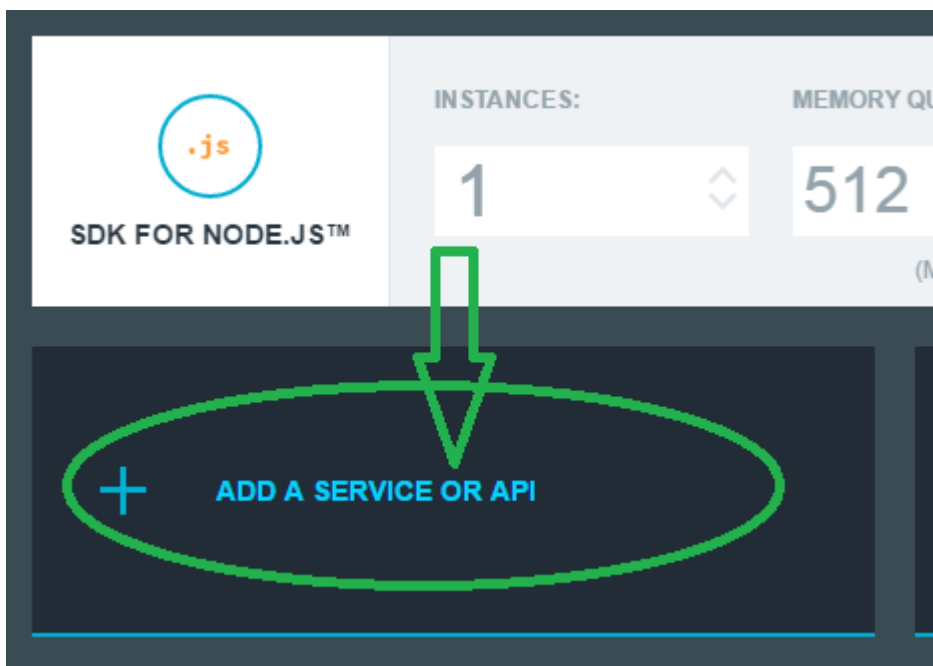 .js
SDK FOR NODE.JS™
INSTANCES:
1
MEMORY QU
512
(M
ADD A SERVICE OR API